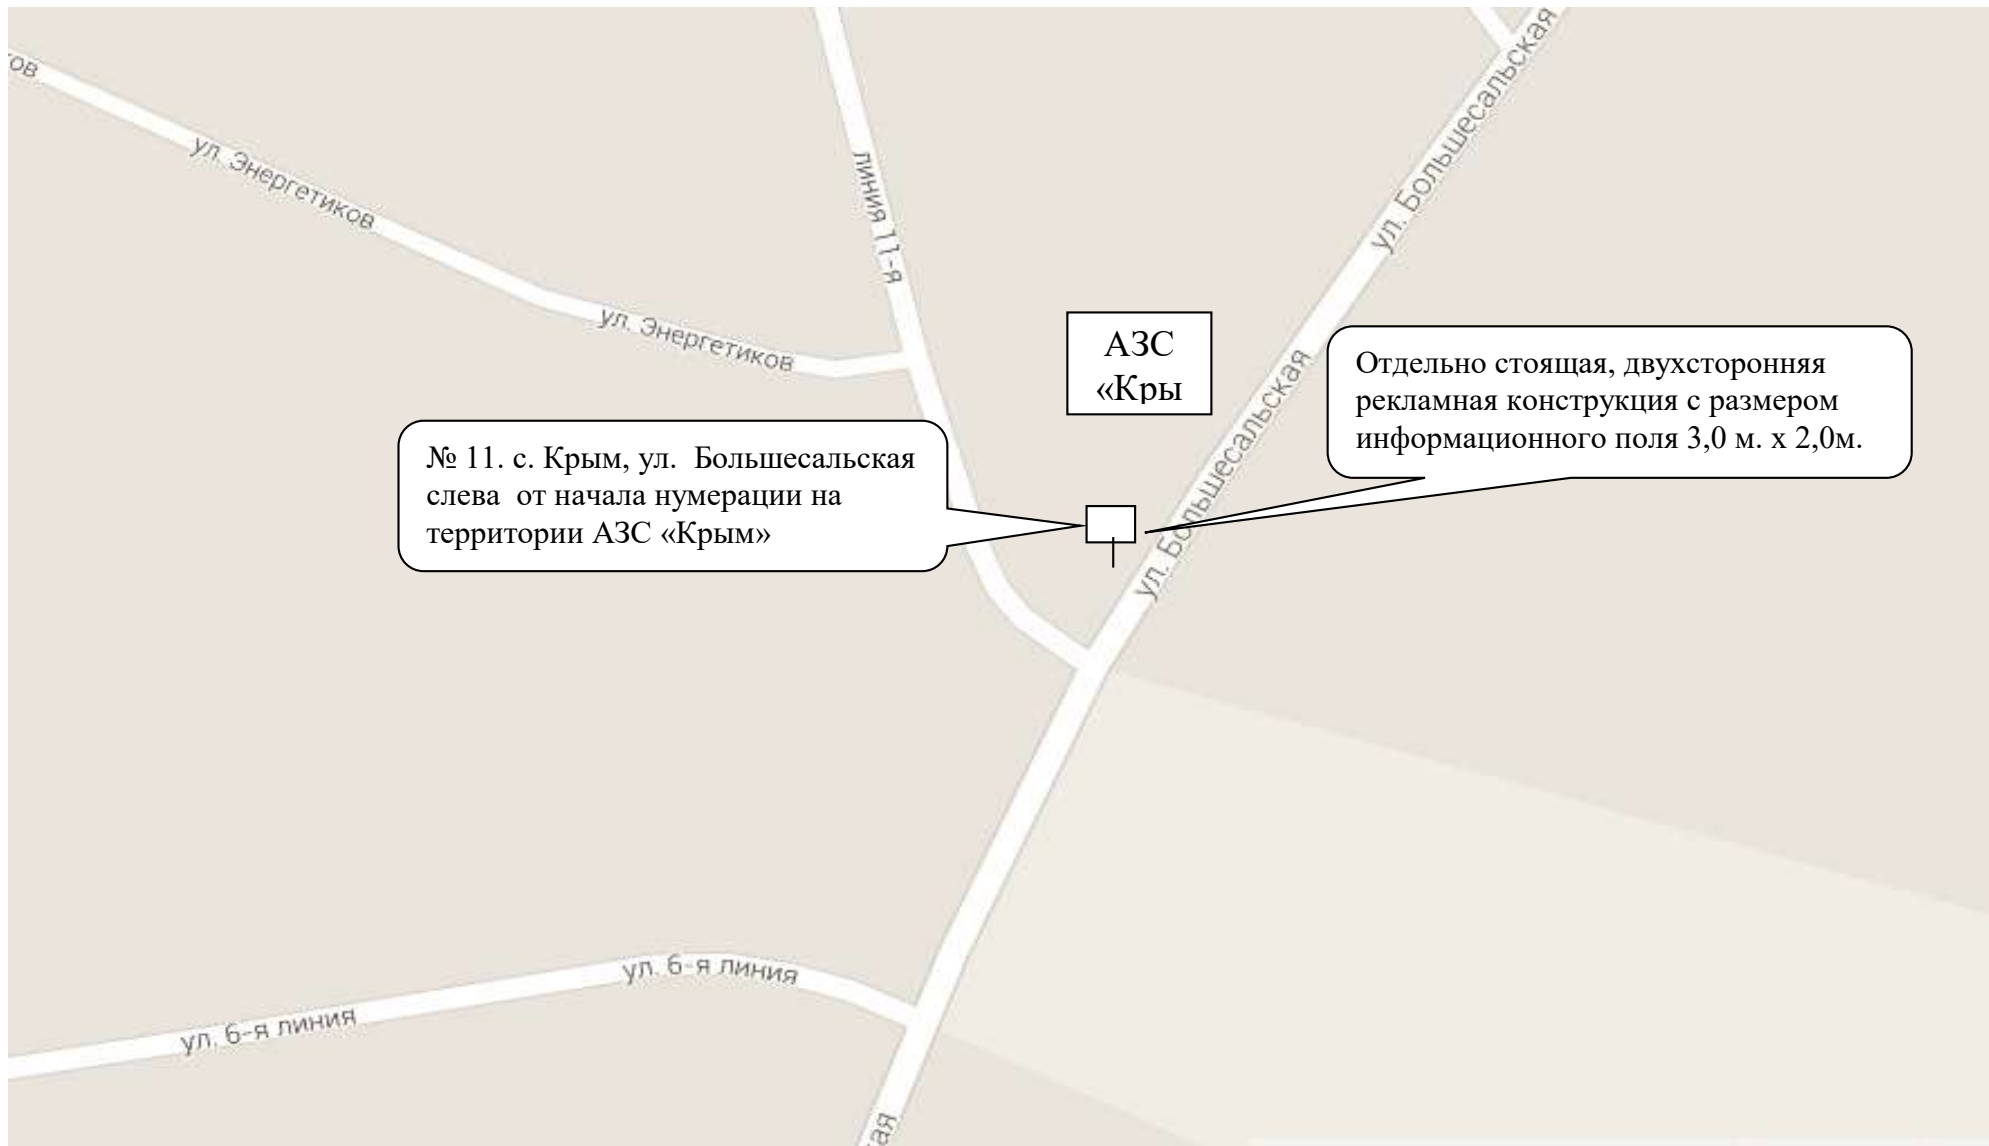 ов
ул. Энергетиков
ул. Энергетиков
линия 11-я
ул. Большесальская
ул. Большесальская
АЗС
«Кры
Отдельно стоящая, двухсторонняя
рекламная конструкция с размером
информационного поля 3,0 м. х 2,0м.
№ 11. с. Крым, ул. Большесальская
слева от начала нумерации на
территории АЗС «Крым»
ул. 6-я линия
ул. 6-я линия
ая